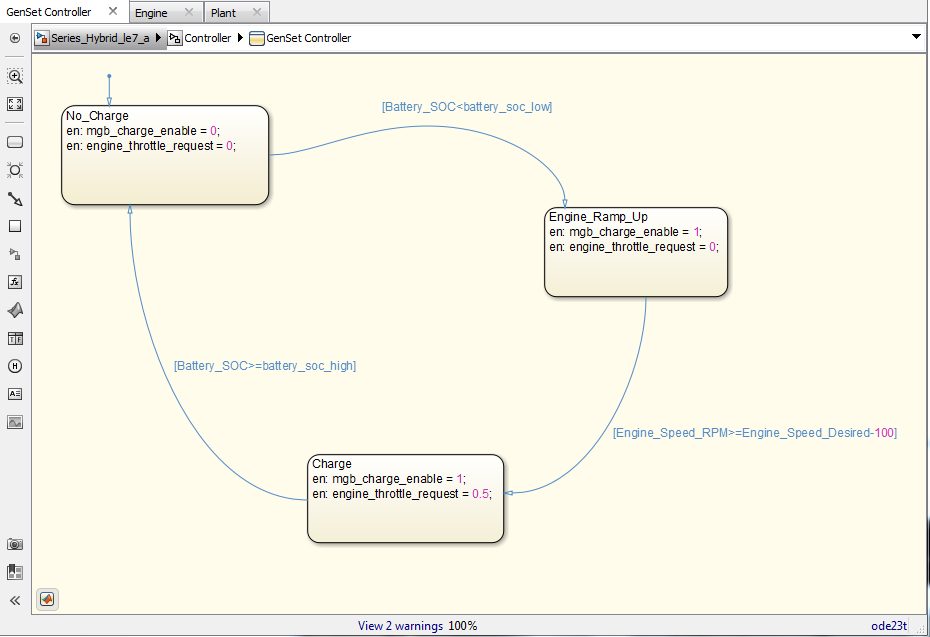 GenSet Controller
Engine
Plant
Series_Hybrid_le7_a
Controller
GenSet Controller
[Battery_SOC<battery_soc_low]
No_Charge
en: mgb_charge_enable = 0;
en: engine_throttle_request = 0;
Engine_Ramp_Up
en: mgb_charge_enable = 1;
en: engine_throttle_request = 0;
[Battery_SOC>=battery_soc_high]
[Engine_Speed_RPM>=Engine_Speed_Desired-100]
Charge
en: mgb_charge_enable = 1;
en: engine_throttle_request = 0.5;
View 2 warnings 100%
ode23t